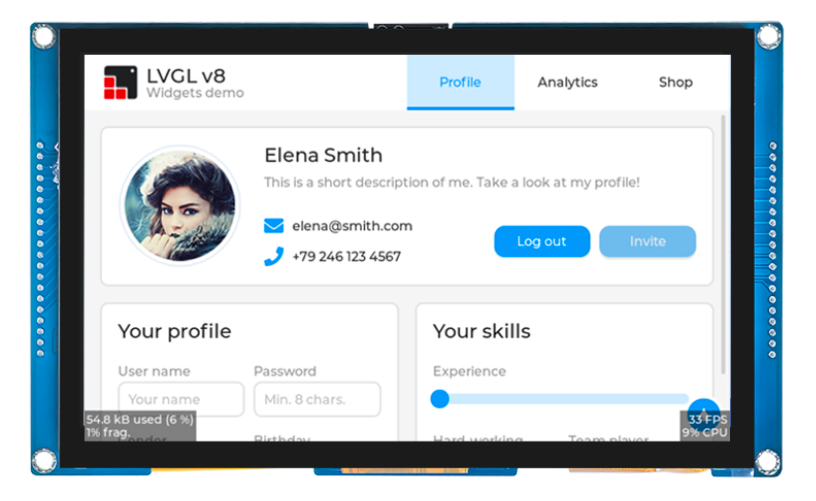 LVGL v8
Widgets demo
Profile
Analytics
Shop
Elena Smith
This is a short description of me. Take a look at my profile!
elena@smith.com
+79 246 123 4567
Log out
Invite
Your profile
User name
Password
Your name
Min. 8 chars.
Your skills
Experience
54.8 kB used (6 %)
1% frag.
Gender
Birthday
Hard-working
Team player
33 FPS
9% CPU